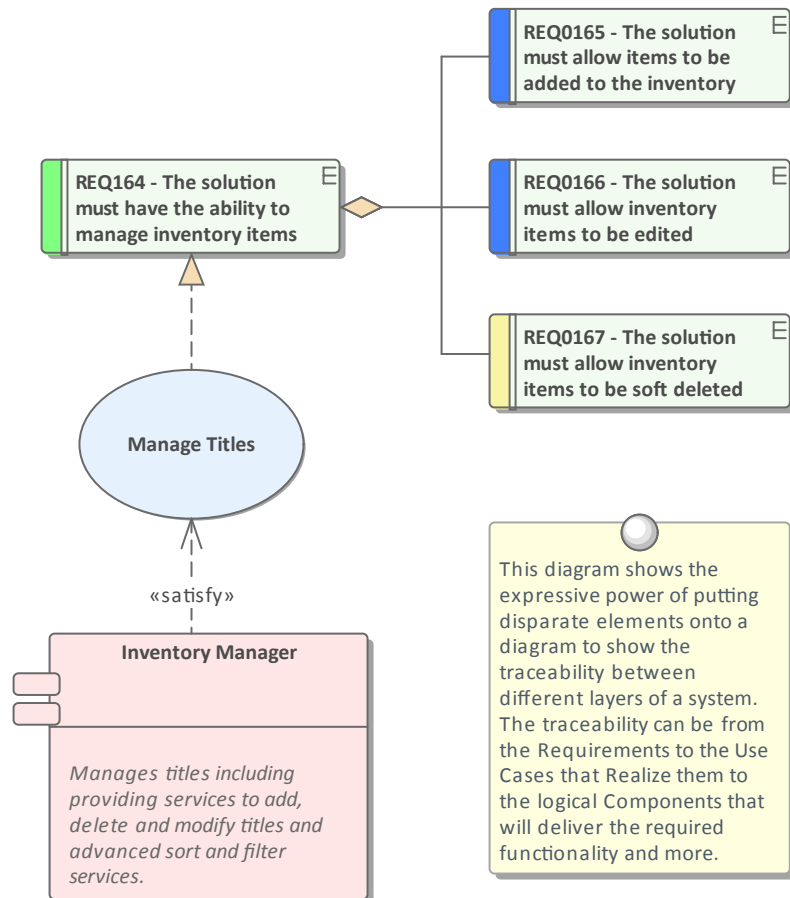 REQ0165 - The solution
must allow items to be
added to the inventory
E
REQ164 - The solution
must have the ability to
manage inventory items
E
REQ0166 - The solution
must allow inventory
items to be edited
E
REQ0167 - The solution
must allow inventory
items to be soft deleted
E
Manage Titles
«satisfy»
Inventory Manager
Manages titles including
providing services to add,
delete and modify titles and
advanced sort and filter
services.
This diagram shows the
expressive power of putting
disparate elements onto a
diagram to show the
traceability between
different layers of a system.
The traceability can be from
the Requirements to the Use
Cases that Realize them to
the logical Components that
will deliver the required
functionality and more.